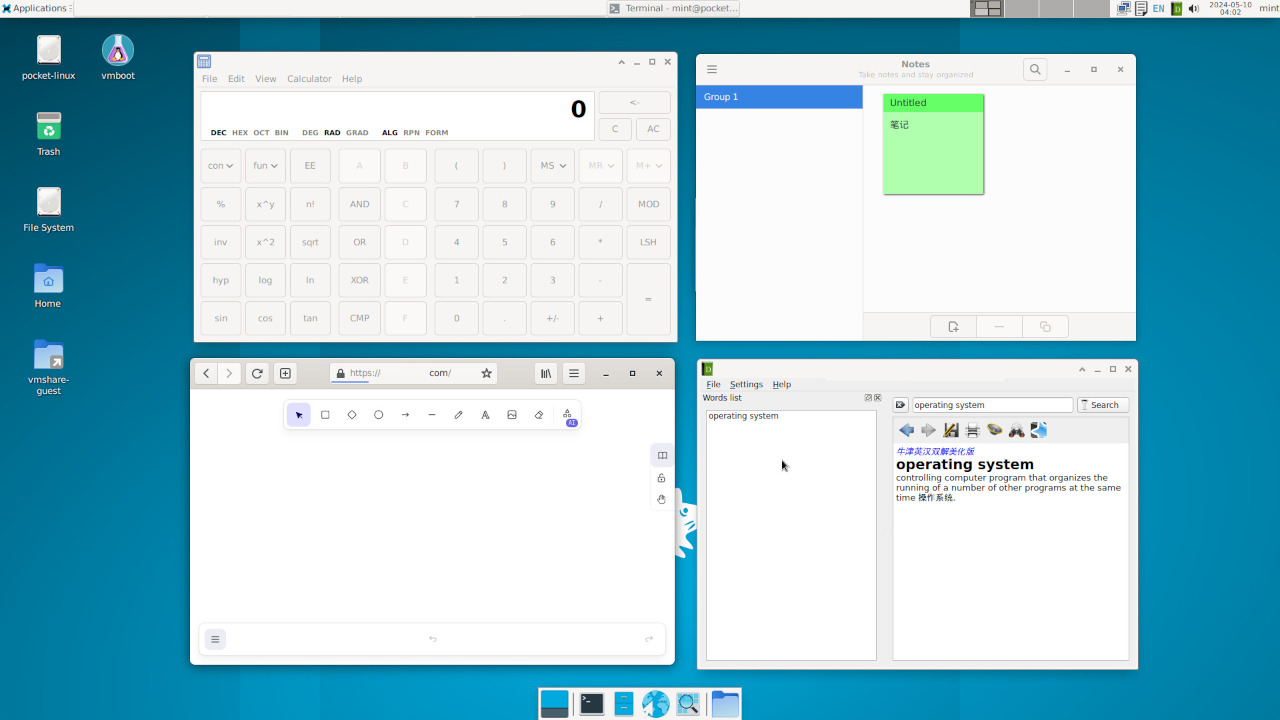 Applications
Terminal - mint@pocket...
EN
2024-05-10
04:02
mint
pocket-linux
vmboot
Trash
File System
Home
vmshare-
guest
File Edit View Calculator Help
0
DEC HEX OCT BIN DEG RAD GRAD ALG RPN FORM
<-
C AC
con fun EE A B ( ) MS MR M+
% x^y n! AND C 7 8 9 / MOD
inv x^2 sqrt OR D 4 5 6 * LSH
hyp log ln XOR E 1 2 3 -
=
sin cos tan CMP F 0 . +/- +
Notes
Take notes and stay organized
Group 1
Untitled
笔记
https:// com/
A
AI
File Settings Help
Words list
operating system
operating system
Search
牛津英汉双解美化版
operating system
controlling computer program that organizes the
running of a number of other programs at the same
time 操作系统.